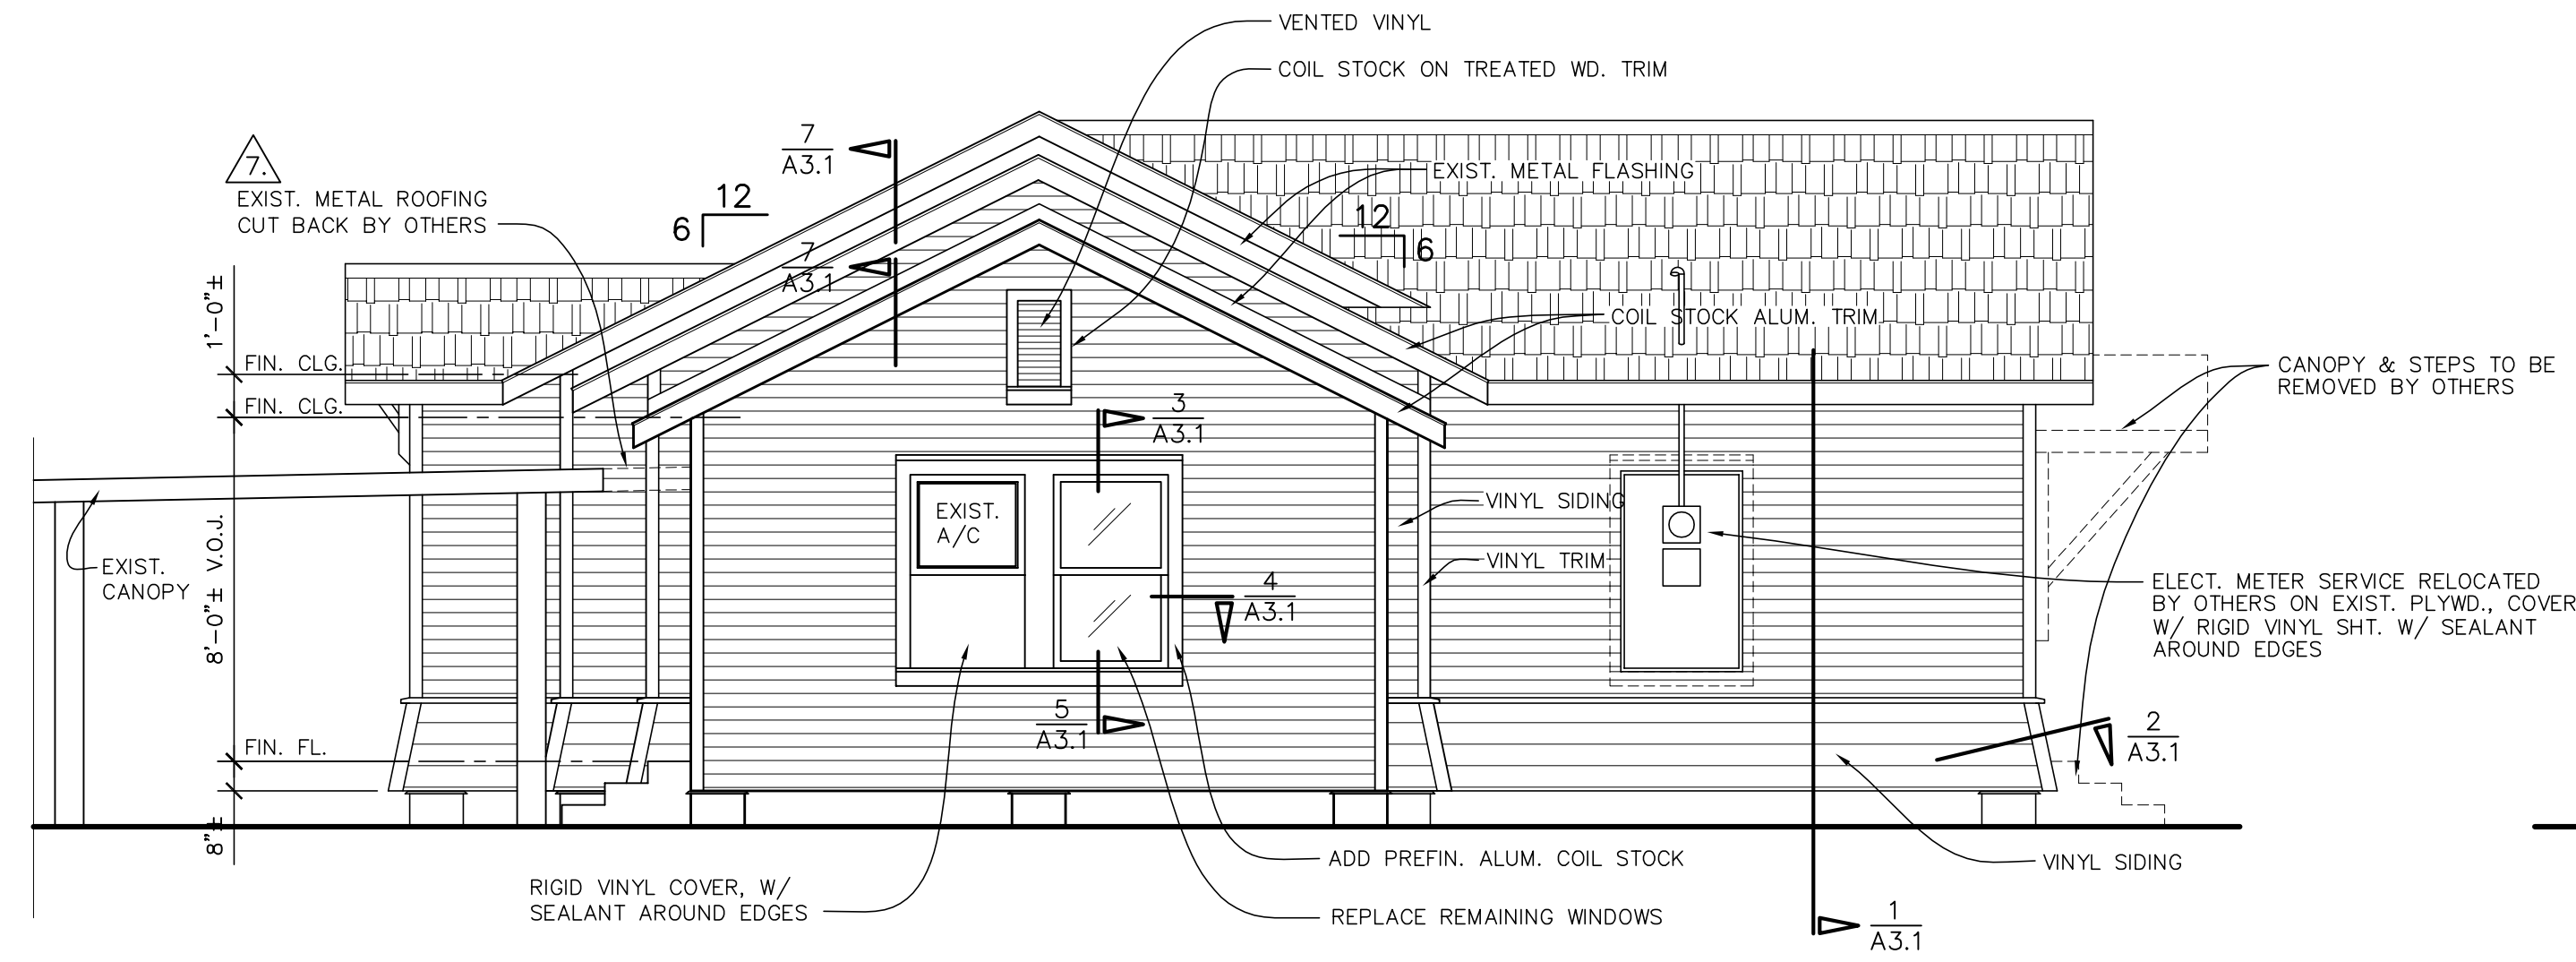 VENTED VINYL
COIL STOCK ON TREATED WD. TRIM
7
A3.1
7.
EXIST. METAL ROOFING
CUT BACK BY OTHERS
12
6
EXIST. METAL FLASHING
12
6
7
A3.1
1'-0"±
COIL STOCK ALUM. TRIM
FIN. CLG.
FIN. CLG.
CANOPY & STEPS TO BE
REMOVED BY OTHERS
3
A3.1
EXIST.
A/C
VINYL SIDING
VINYL TRIM
EXIST.
CANOPY
8'-0"± V.O.J.
4
A3.1
ELECT. METER SERVICE RELOCATED
BY OTHERS ON EXIST. PLYWD., COVER
W/ RIGID VINYL SHT. W/ SEALANT
AROUND EDGES
5
A3.1
2
A3.1
FIN. FL.
8"±
ADD PREFIN. ALUM. COIL STOCK
VINYL SIDING
RIGID VINYL COVER, W/
SEALANT AROUND EDGES
REPLACE REMAINING WINDOWS
1
A3.1